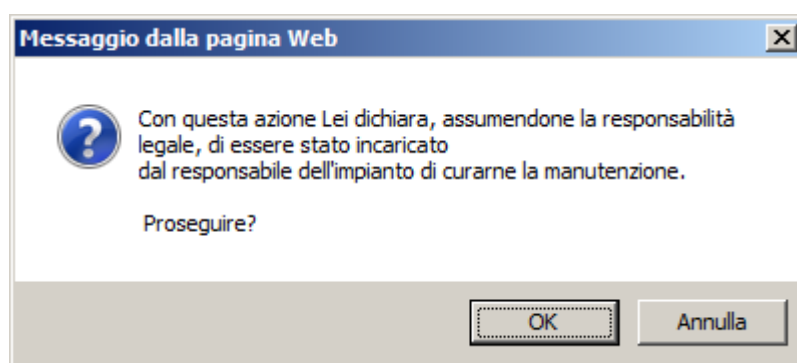 Messaggio dalla pagina Web
Con questa azione Lei dichiara, assumendone la responsabilità
legale, di essere stato incaricato
dal responsabile dell'impianto di curarne la manutenzione.
Proseguire?
OK
Annulla